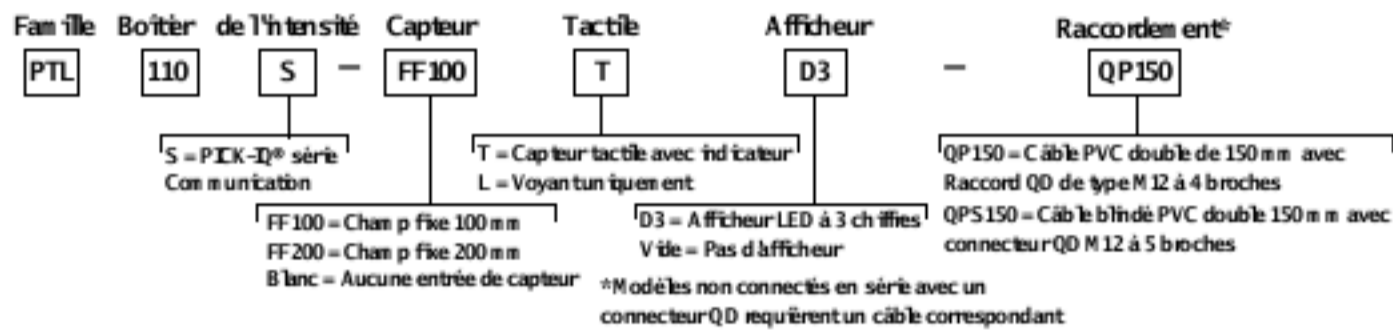 Famille Boîtier de l'intensité Capteur Tactile Afficheur Raccordement*
PTL 110 S – FF100 T D3 – QP150
S = PICK-IQ® série
Communication
T = Capteur tactile avec indicateur
L = Voyant uniquement
QP150 = Câble PVC double de 150 mm avec
Raccord QD de type M12 à 4 broches
QPS150 = Câble blindé PVC double 150 mm avec
connecteur QD M12 à 5 broches
FF100 = Champ fixe 100 mm
FF200 = Champ fixe 200 mm
Blanc = Aucune entrée de capteur
D3 = Afficheur LED à 3 chiffres
Vide = Pas d'afficheur
*Modèles non connectés en série avec un
connecteur QD requièrent un câble correspondant